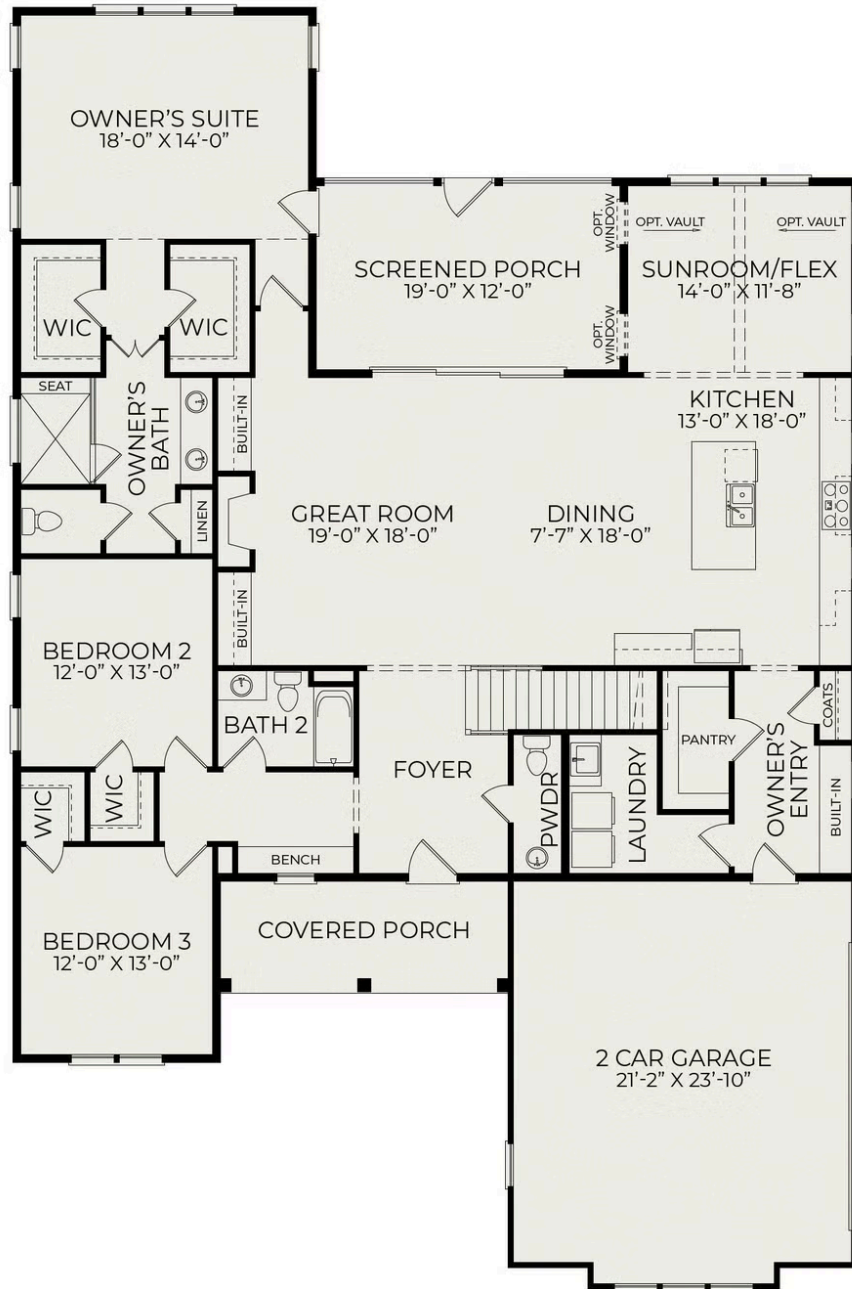 OWNER'S SUITE
18'-0" X 14'-0"
OPT. WINDOW
OPT. VAULT
OPT. VAULT
SCREENED PORCH
19'-0" X 12'-0"
SUNROOM/FLEX
14'-0" X 11'-8"
WIC
WIC
OPT. WINDOW
SEAT
OWNER'S
BATH
BUILT-IN
KITCHEN
13'-0" X 18'-0"
LINEN
GREAT ROOM
19'-0" X 18'-0"
DINING
7'-7" X 18'-0"
BUILT-IN
BEDROOM 2
12'-0" X 13'-0"
BATH 2
FOYER
PWDR
LAUNDRY
PANTRY
OWNER'S
ENTRY
COATS
BUILT-IN
WIC
WIC
BENCH
BEDROOM 3
12'-0" X 13'-0"
COVERED PORCH
2 CAR GARAGE
21'-2" X 23'-10"